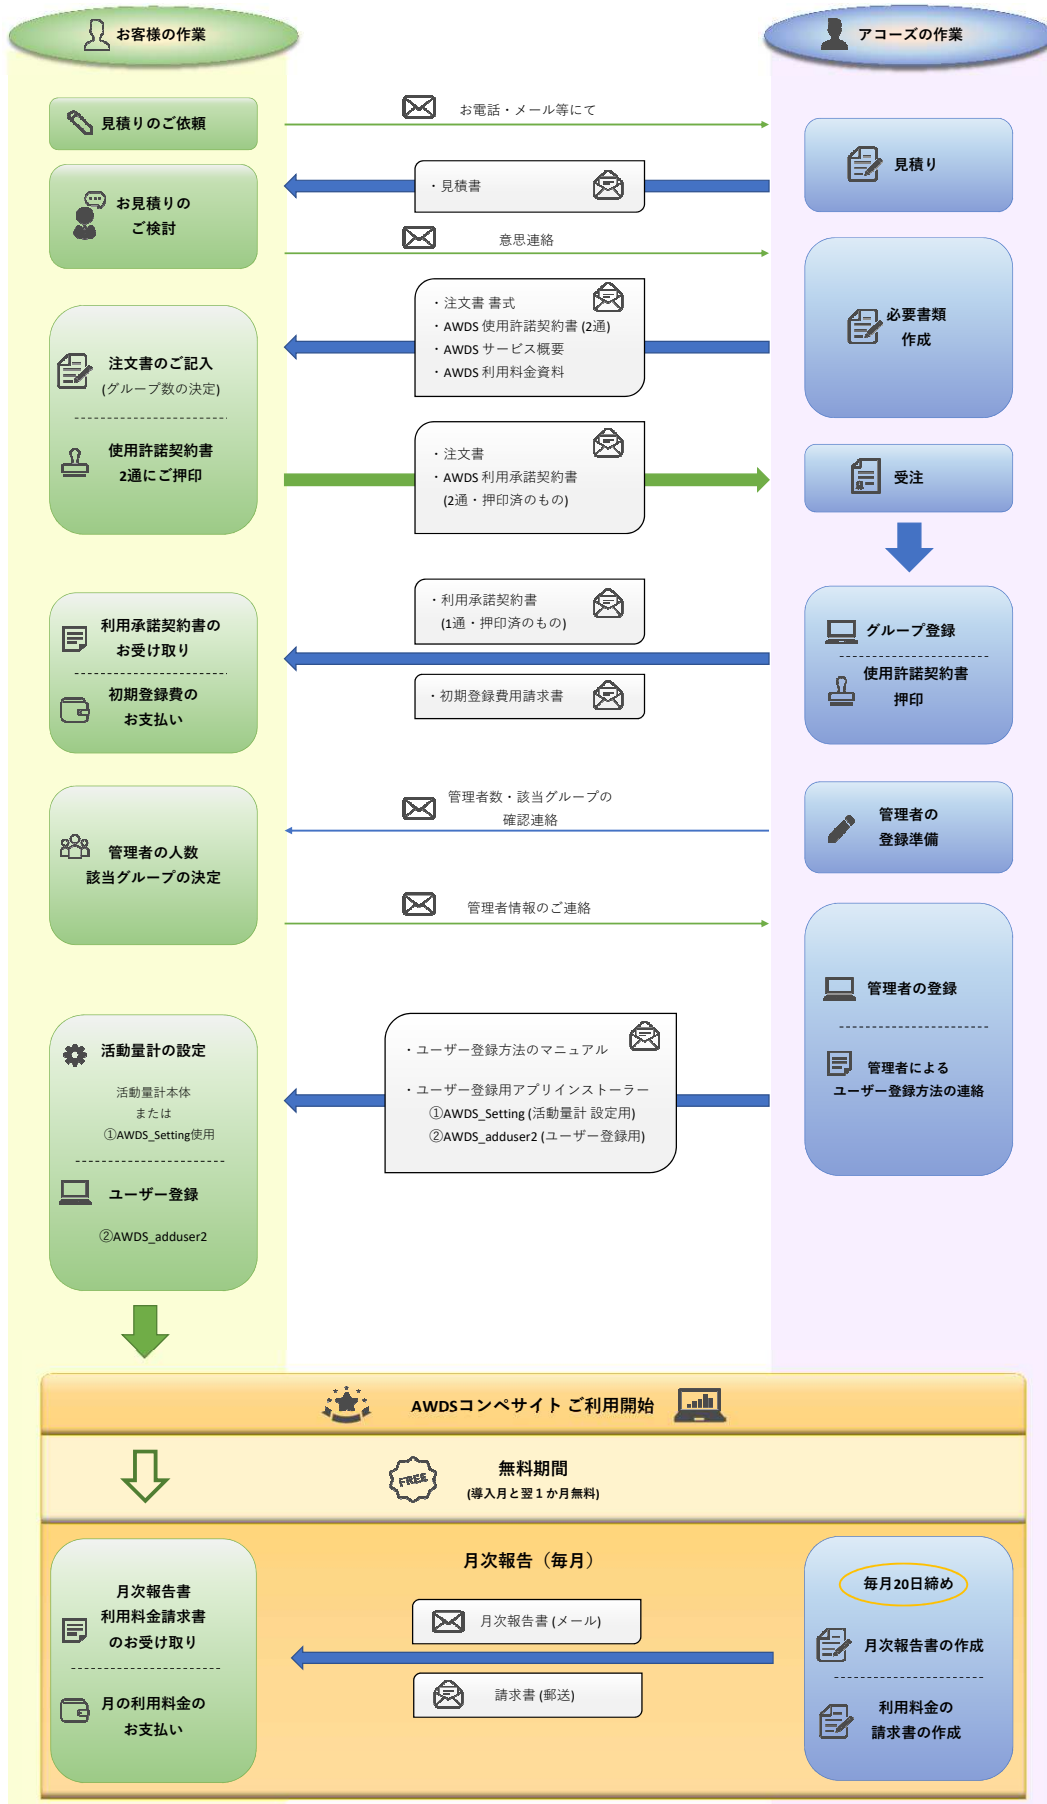 お客様の作業
アコーズの作業
見積りのご依頼
お電話・メール等にて
見積り
・見積書
お見積りの
ご検討
意思連絡
・注文書 書式
・AWDS 使用許諾契約書 (2通)
・AWDS サービス概要
・AWDS 利用料金資料
必要書類
作成
注文書のご記入
(グループ数の決定)
使用許諾契約書
2通にご押印
・注文書
・AWDS 利用承諾契約書
(2通・押印済のもの)
受注
・利用承諾契約書
(1通・押印済のもの)
・初期登録費用請求書
グループ登録
使用許諾契約書
押印
利用承諾契約書の
お受け取り
初期登録費の
お支払い
管理者数・該当グループの
確認連絡
管理者の
登録準備
管理者の人数
該当グループの決定
管理者情報のご連絡
管理者の登録
管理者による
ユーザー登録方法の連絡
・ユーザー登録方法のマニュアル
・ユーザー登録用アプリインストーラー
①AWDS_Setting (活動量計 設定用)
②AWDS_adduser2 (ユーザー登録用)
活動量計の設定
活動量計本体
または
①AWDS_Setting使用
ユーザー登録
②AWDS_adduser2
AWDSコンペサイト ご利用開始
FREE
無料期間
(導入月と翌１か月無料)
月次報告（毎月）
月次報告書
利用料金請求書
のお受け取り
月の利用料金の
お支払い
月次報告書 (メール)
請求書 (郵送)
毎月20日締め
月次報告書の作成
利用料金の
請求書の作成